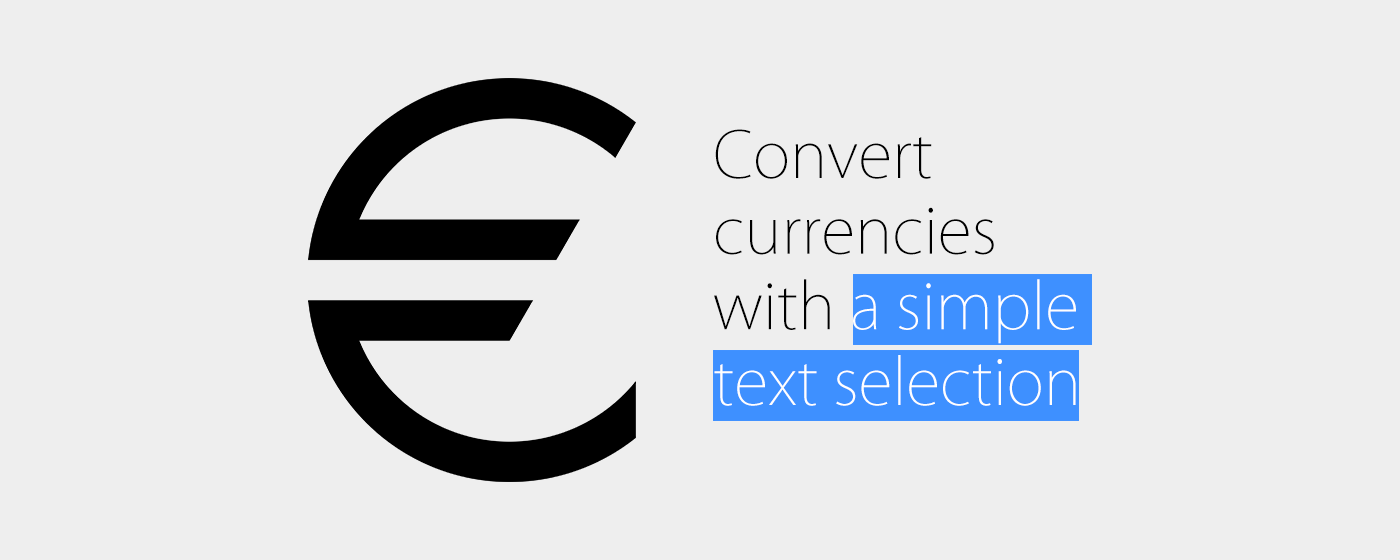 €
Convert
currencies
with a simple
text selection